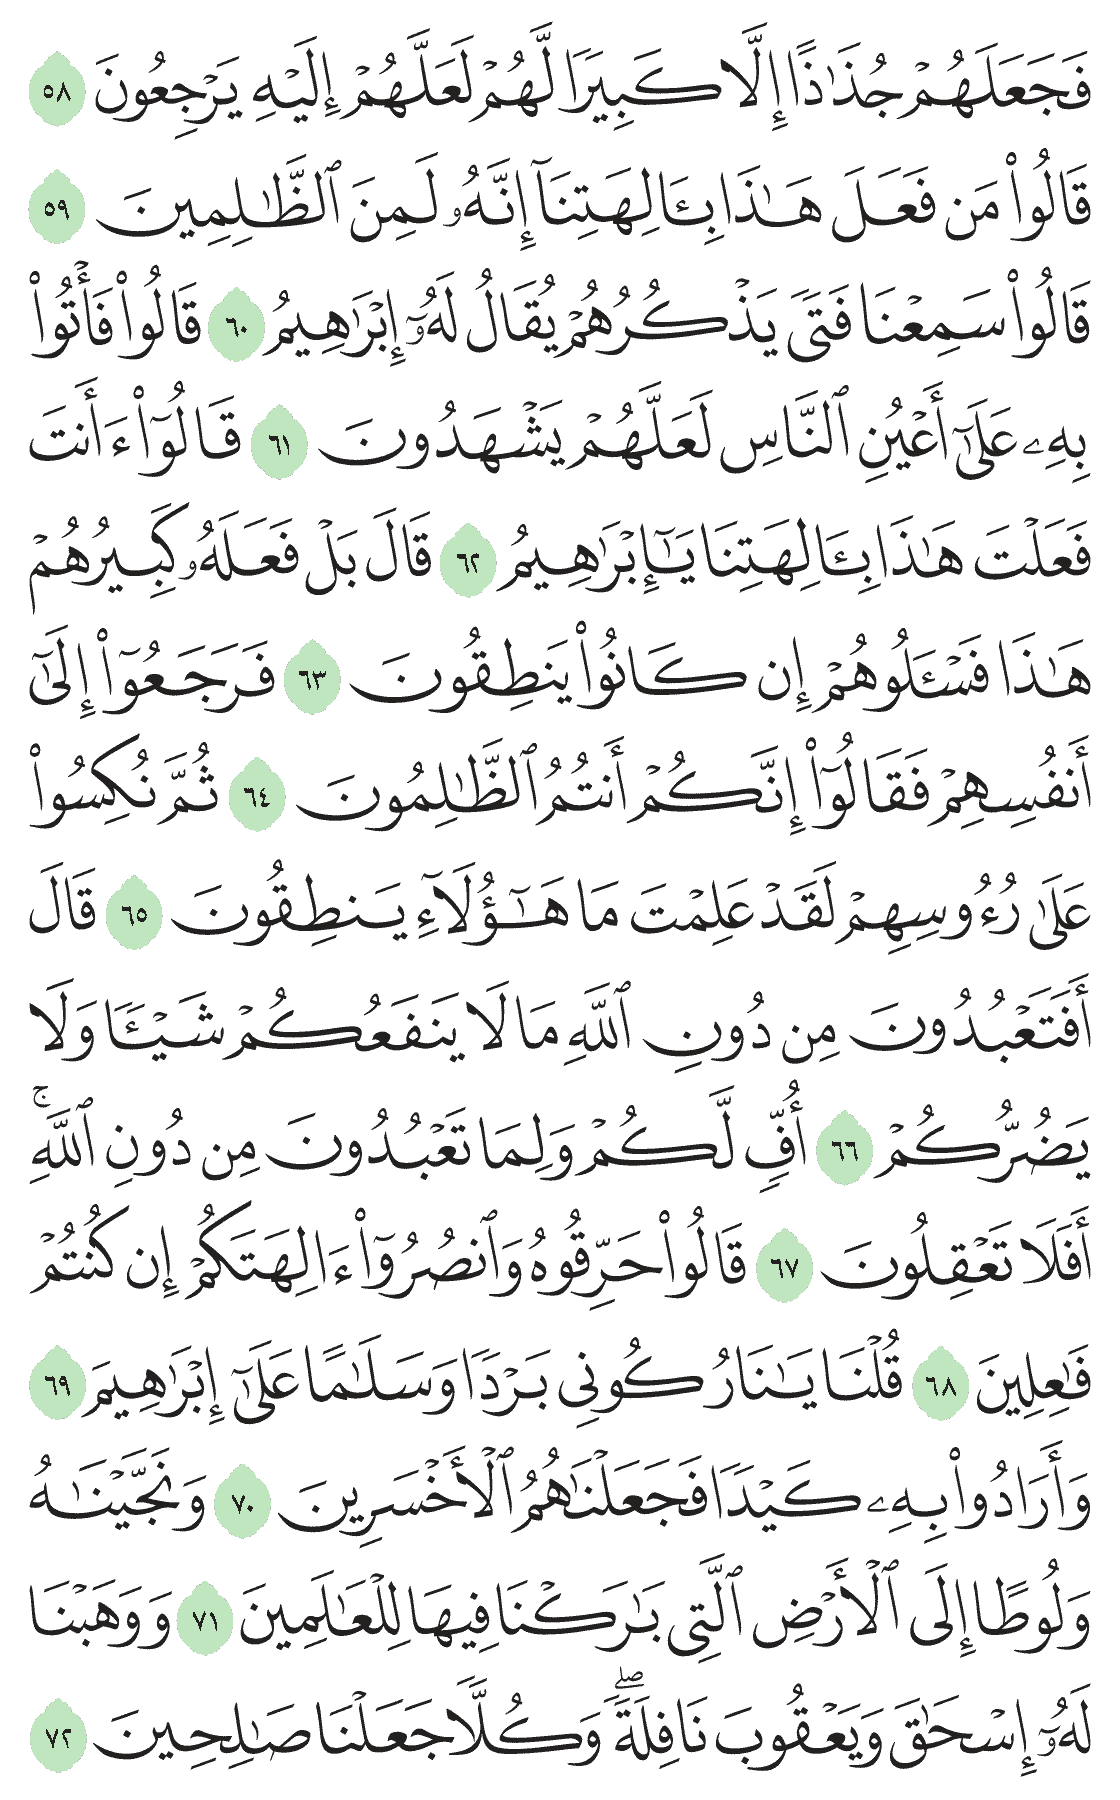 فَجَعَلَهُمْ جُذَٰذًا إِلَّا كَبِيرًا لَّهُمْ لَعَلَّهُمْ إِلَيْهِ يَرْجِعُونَ ٥٨
قَالُوا۟ مَن فَعَلَ هَٰذَا بِـَٔالِهَتِنَآ إِنَّهُۥ لَمِنَ ٱلظَّٰلِمِينَ ٥٩
قَالُوا۟ سَمِعْنَا فَتًى يَذْكُرُهُمْ يُقَالُ لَهُۥٓ إِبْرَٰهِيمُ ٦٠ قَالُوا۟ فَأْتُوا۟
بِهِۦ عَلَىٰٓ أَعْيُنِ ٱلنَّاسِ لَعَلَّهُمْ يَشْهَدُونَ ٦١ قَالُوٓا۟ ءَأَنتَ
فَعَلْتَ هَٰذَا بِـَٔالِهَتِنَا يَٰٓإِبْرَٰهِيمُ ٦٢ قَالَ بَلْ فَعَلَهُۥ كَبِيرُهُمْ
هَٰذَا فَسْـَٔلُوهُمْ إِن كَانُوا۟ يَنطِقُونَ ٦٣ فَرَجَعُوٓا۟ إِلَىٰٓ
أَنفُسِهِمْ فَقَالُوٓا۟ إِنَّكُمْ أَنتُمُ ٱلظَّٰلِمُونَ ٦٤ ثُمَّ نُكِسُوا۟
عَلَىٰ رُءُوسِهِمْ لَقَدْ عَلِمْتَ مَا هَٰٓؤُلَآءِ يَنطِقُونَ ٦٥ قَالَ
أَفَتَعْبُدُونَ مِن دُونِ ٱللَّهِ مَا لَا يَنفَعُكُمْ شَيْـًٔا وَلَا
يَضُرُّكُمْ ٦٦ أُفٍّ لَّكُمْ وَلِمَا تَعْبُدُونَ مِن دُونِ ٱللَّهِ ۚ
أَفَلَا تَعْقِلُونَ ٦٧ قَالُوا۟ حَرِّقُوهُ وَٱنصُرُوٓا۟ ءَالِهَتَكُمْ إِن كُنتُمْ
فَٰعِلِينَ ٦٨ قُلْنَا يَٰنَارُ كُونِى بَرْدًا وَسَلَٰمًا عَلَىٰٓ إِبْرَٰهِيمَ ٦٩
وَأَرَادُوا۟ بِهِۦ كَيْدًا فَجَعَلْنَٰهُمُ ٱلْأَخْسَرِينَ ٧٠ وَنَجَّيْنَٰهُ
وَلُوطًا إِلَى ٱلْأَرْضِ ٱلَّتِى بَٰرَكْنَا فِيهَا لِلْعَٰلَمِينَ ٧١ وَوَهَبْنَا
لَهُۥٓ إِسْحَٰقَ وَيَعْقُوبَ نَافِلَةً ۖ وَكُلًّا جَعَلْنَا صَٰلِحِينَ ٧٢